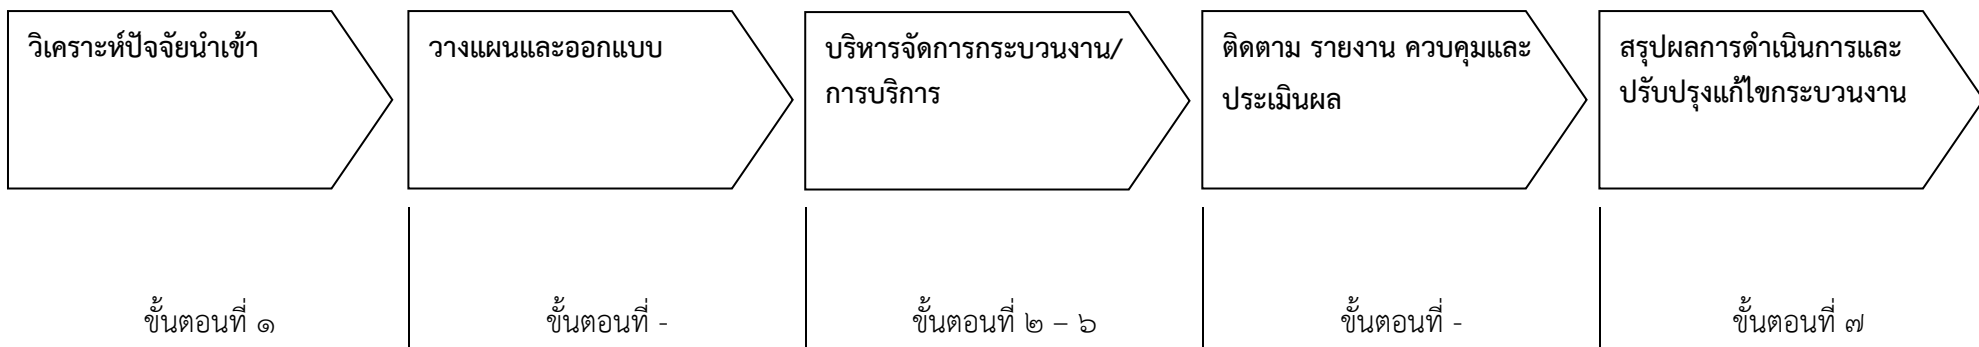 วิเคราะห์ปัจจัยนำเข้า
วางแผนและออกแบบ
บริหารจัดการกระบวนงาน/
การบริการ
ติดตาม รายงาน ควบคุมและ
ประเมินผล
สรุปผลการดำเนินการและ
ปรับปรุงแก้ไขกระบวนงาน
ขั้นตอนที่ ๑
ขั้นตอนที่ -
ขั้นตอนที่ ๒ – ๖
ขั้นตอนที่ -
ขั้นตอนที่ ๗